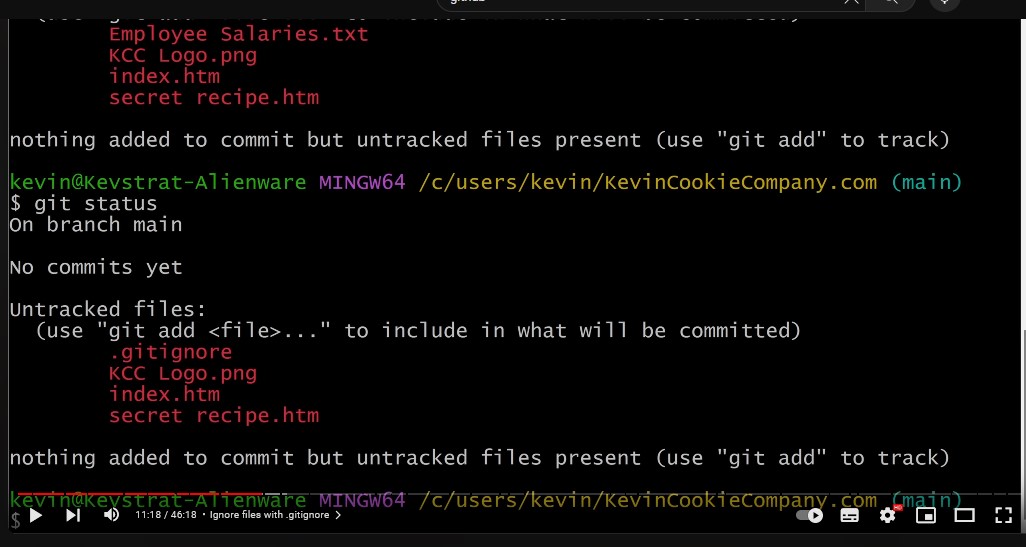 Employee Salaries.txt
KCC Logo.png
index.htm
secret recipe.htm
nothing added to commit but untracked files present (use "git add" to track)
kevin@Kevstrat-Alienware MINGW64 /c/users/kevin/KevinCookieCompany.com (main)
$ git status
On branch main
No commits yet
Untracked files:
(use "git add <file>..." to include in what will be committed)
.gitignore
KCC Logo.png
index.htm
secret recipe.htm
nothing added to commit but untracked files present (use "git add" to track)
kevin@Kevstrat-Alienware MINGW64 /c/users/kevin/KevinCookieCompany.com (main)
$
11:18 / 46:18 • Ignore files with .gitignore >